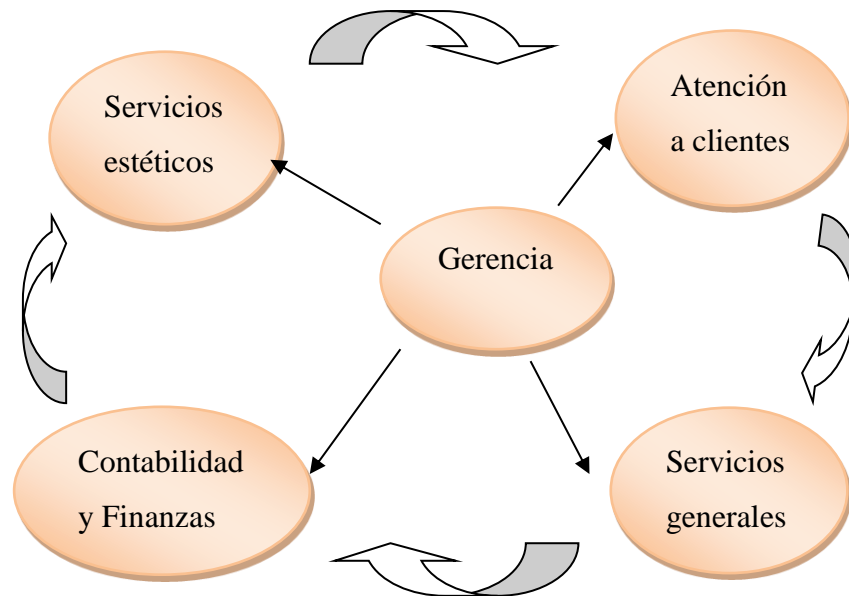 Servicios
estéticos
Atención
a clientes
Gerencia
Contabilidad
y Finanzas
Servicios
generales